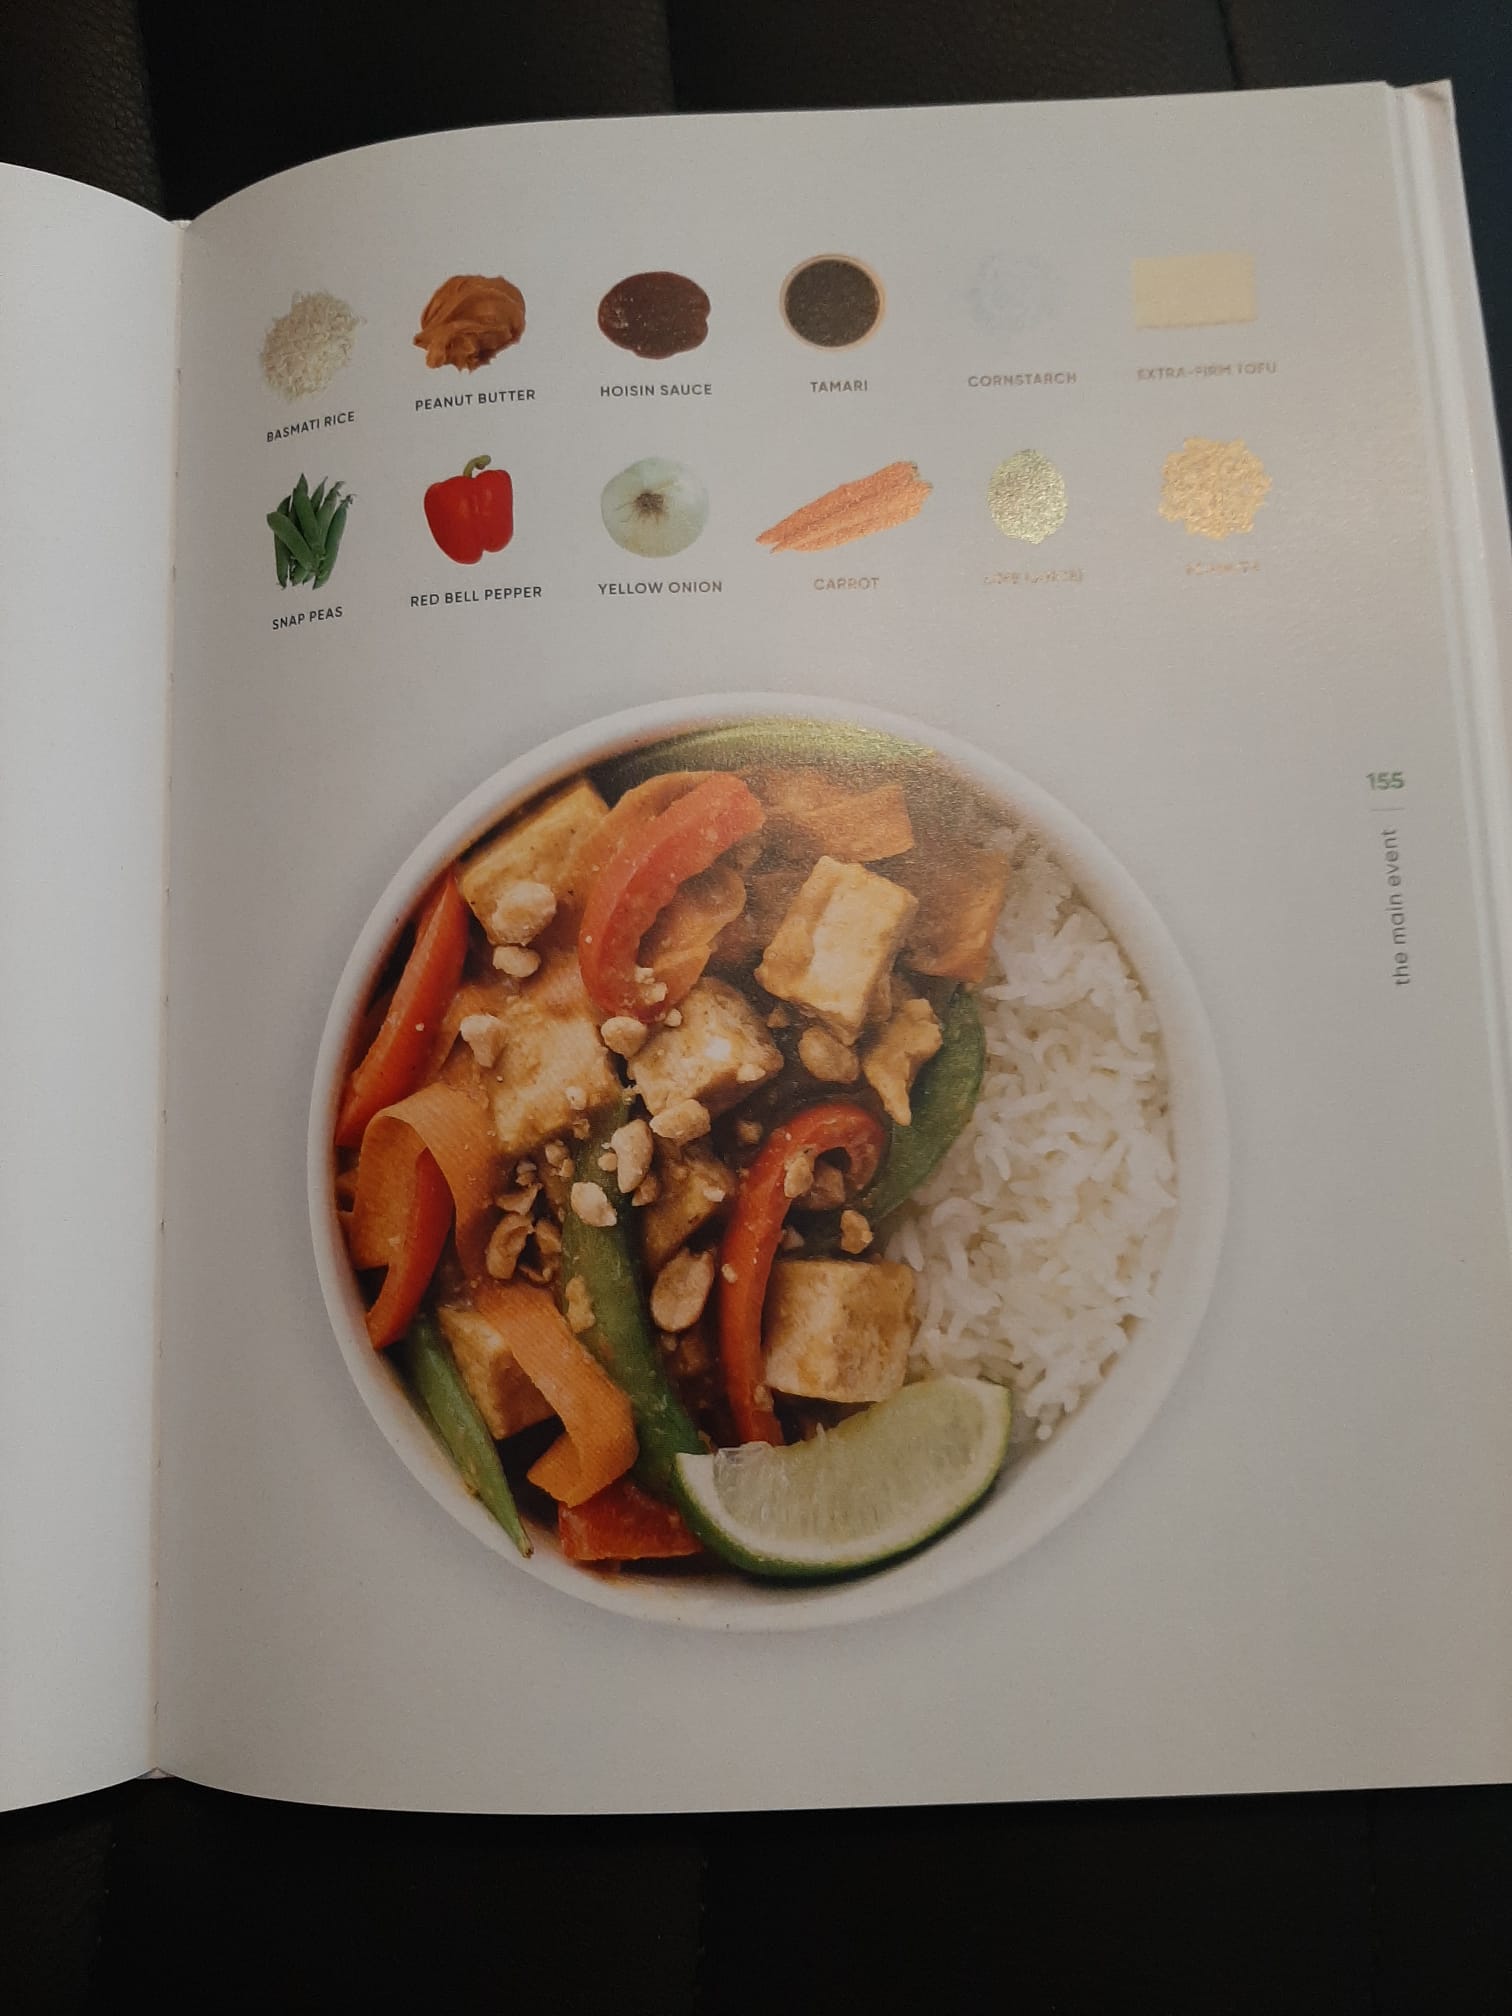 BASMATI RICE
PEANUT BUTTER
HOISIN SAUCE
TAMARI
CORNSTARCH
EXTRA-FIRM TOFU
SNAP PEAS
RED BELL PEPPER
YELLOW ONION
CARROT
PEANUTS
155
the main event